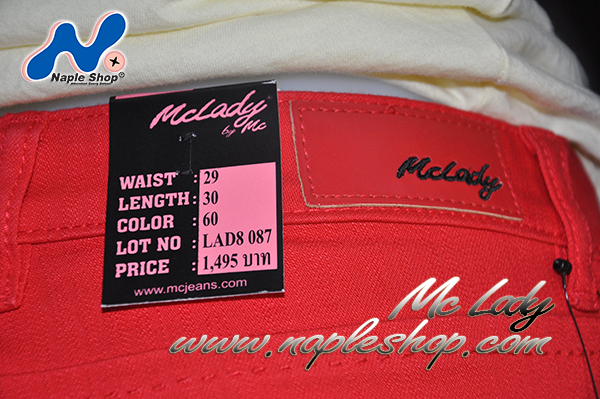 Naple Shop®
McLady
by Mc
WAIST : 29
LENGTH : 30
COLOR : 60
LOT NO : LAD8 087
PRICE : 1,495 บาท
www.mcjeans.com
McLady
Mc Lady
www.napleshop.com